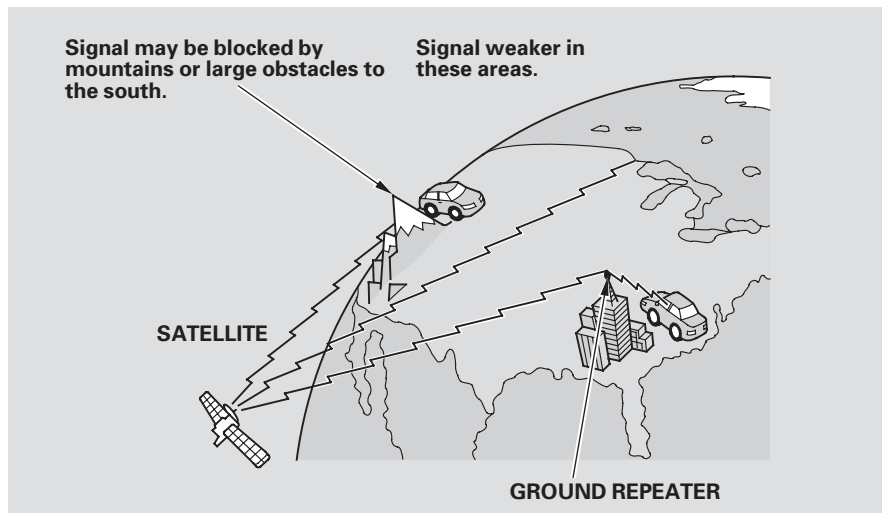 Signal may be blocked by
mountains or large obstacles to
the south.
Signal weaker in
these areas.
SATELLITE
GROUND REPEATER